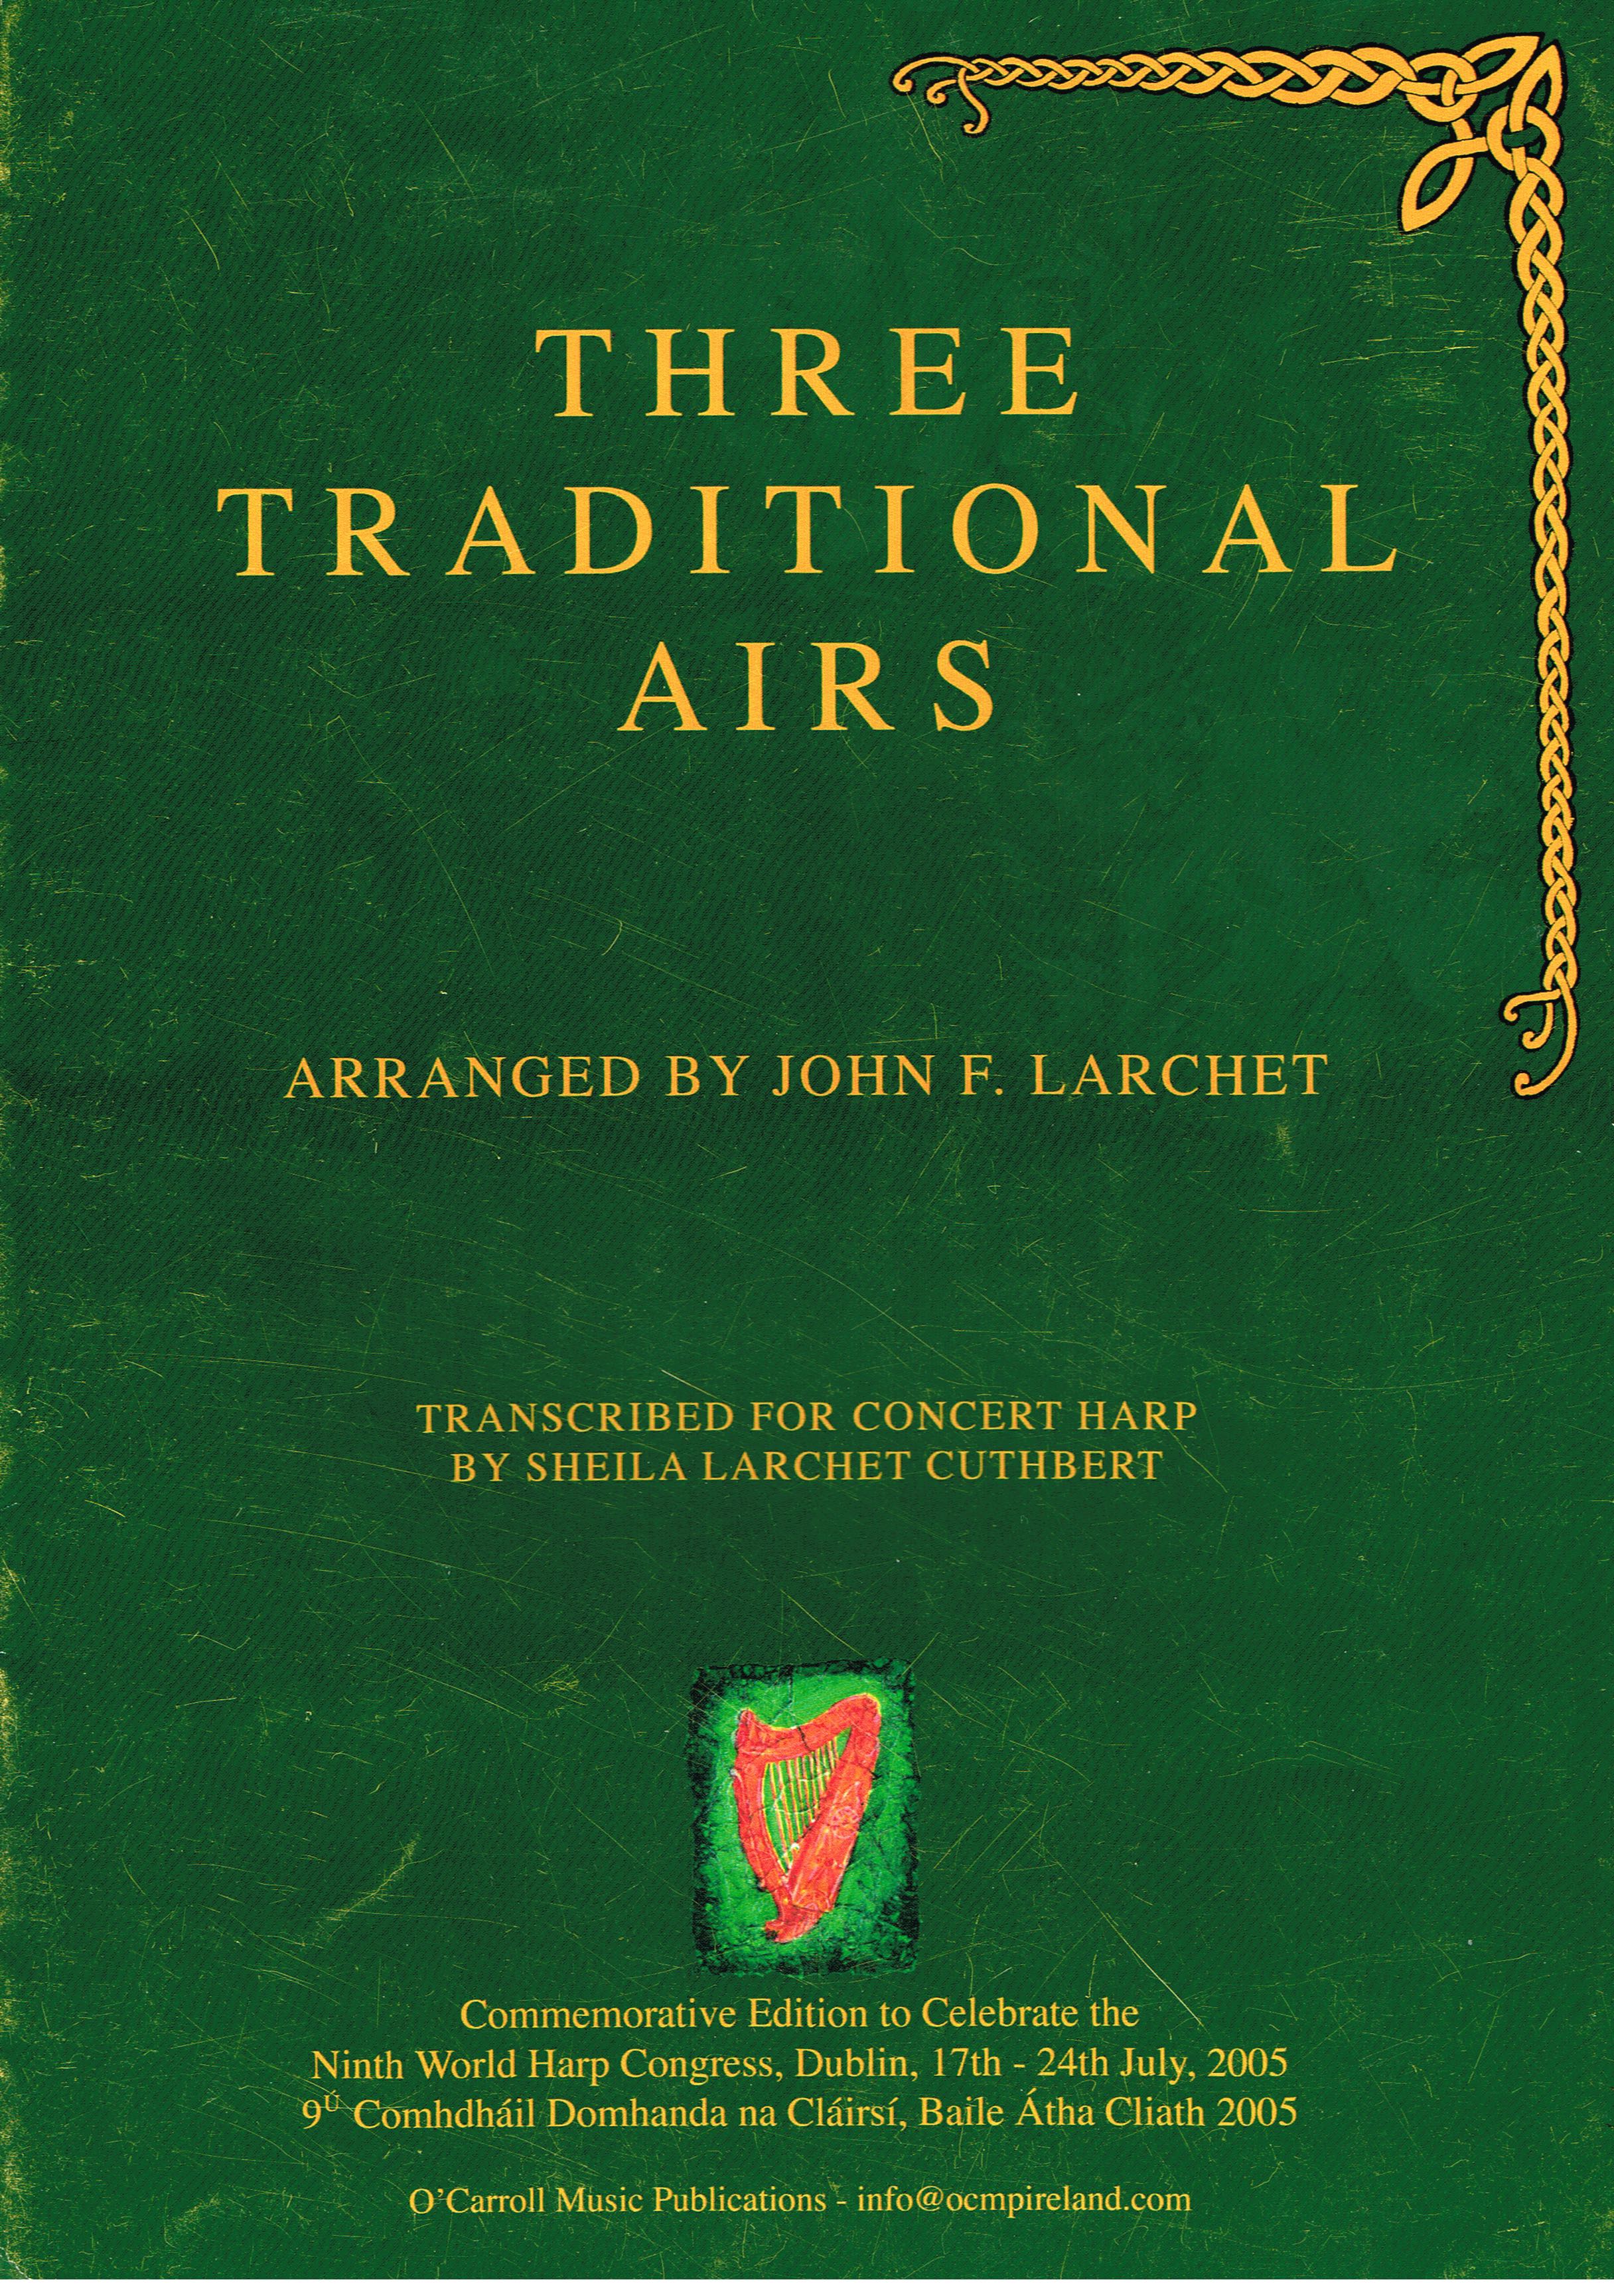 THREE
TRADITIONAL
AIRS
ARRANGED BY JOHN F. LARCHET
TRANSCRIBED FOR CONCERT HARP
BY SHEILA LARCHET CUTHBERT
Commemorative Edition to Celebrate the
Ninth World Harp Congress, Dublin, 17th - 24th July, 2005
9Ú Comhdháil Domhanda na Cláirsí, Baile Átha Cliath 2005
O'Carroll Music Publications - info@ocmpireland.com